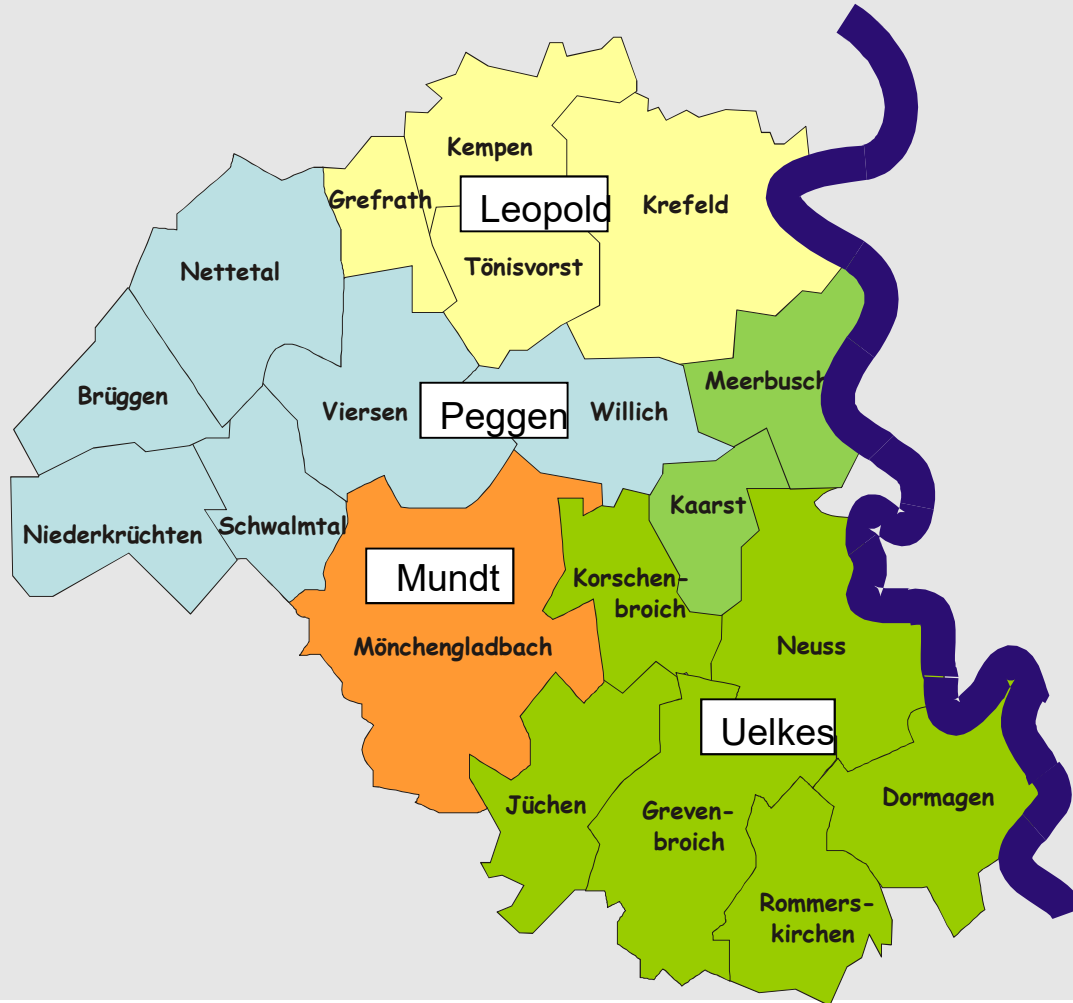 Kempen
Grefrath
Leopold
Krefeld
Tönisvorst
Nettetal
Meerbusch
Brüggen
Viersen
Peggen
Willich
Kaarst
Niederkrüchten
Schwalmtal
Mundt
Korschen-
broich
Mönchengladbach
Neuss
Uelkes
Jüchen
Greven-
broich
Dormagen
Rommers-
kirchen